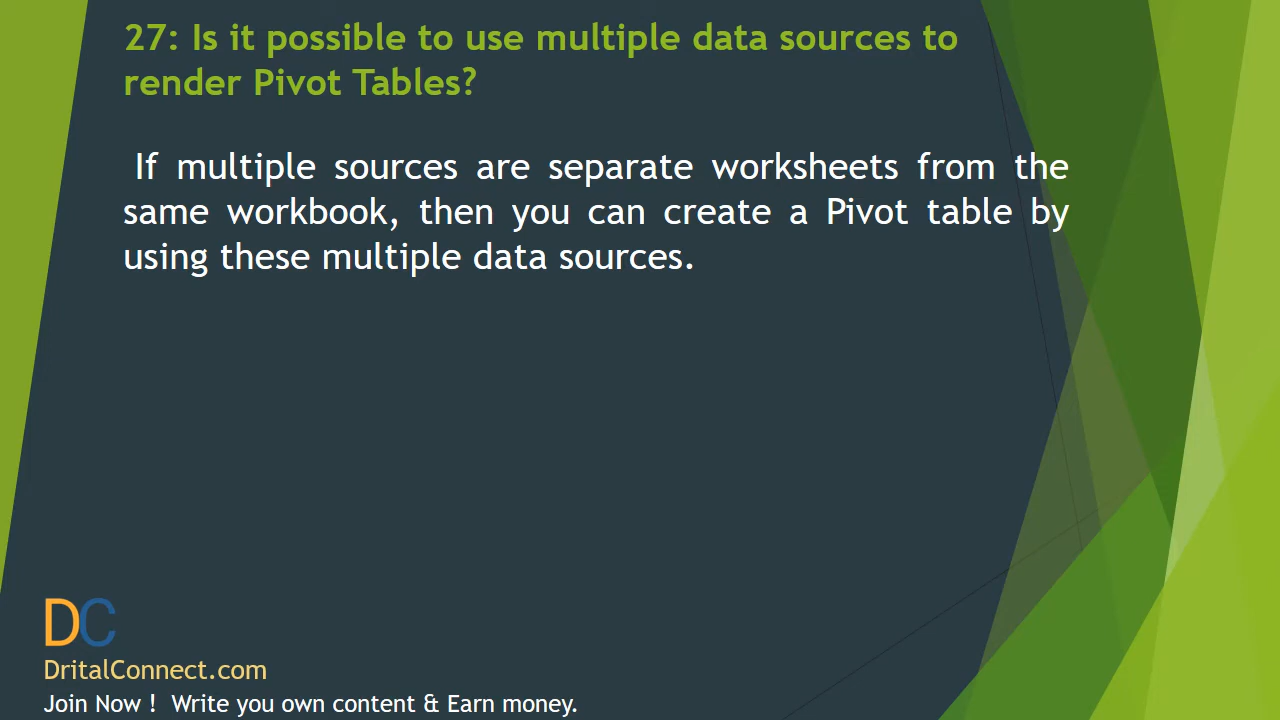 27: Is it possible to use multiple data sources to
render Pivot Tables?
If multiple sources are separate worksheets from the
same workbook, then you can create a Pivot table by
using these multiple data sources.
DC
DritalConnect.com
Join Now ! Write you own content & Earn money.